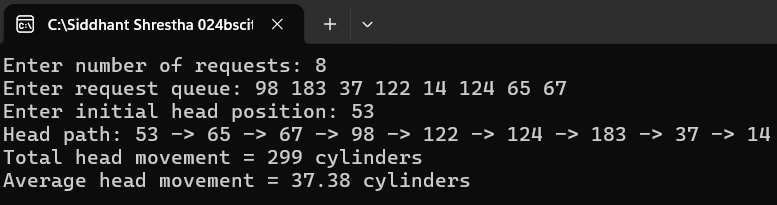 C:\Siddhant Shrestha 024bscit
Enter number of requests: 8
Enter request queue: 98 183 37 122 14 124 65 67
Enter initial head position: 53
Head path: 53 -> 65 -> 67 -> 98 -> 122 -> 124 -> 183 -> 37 -> 14
Total head movement = 299 cylinders
Average head movement = 37.38 cylinders